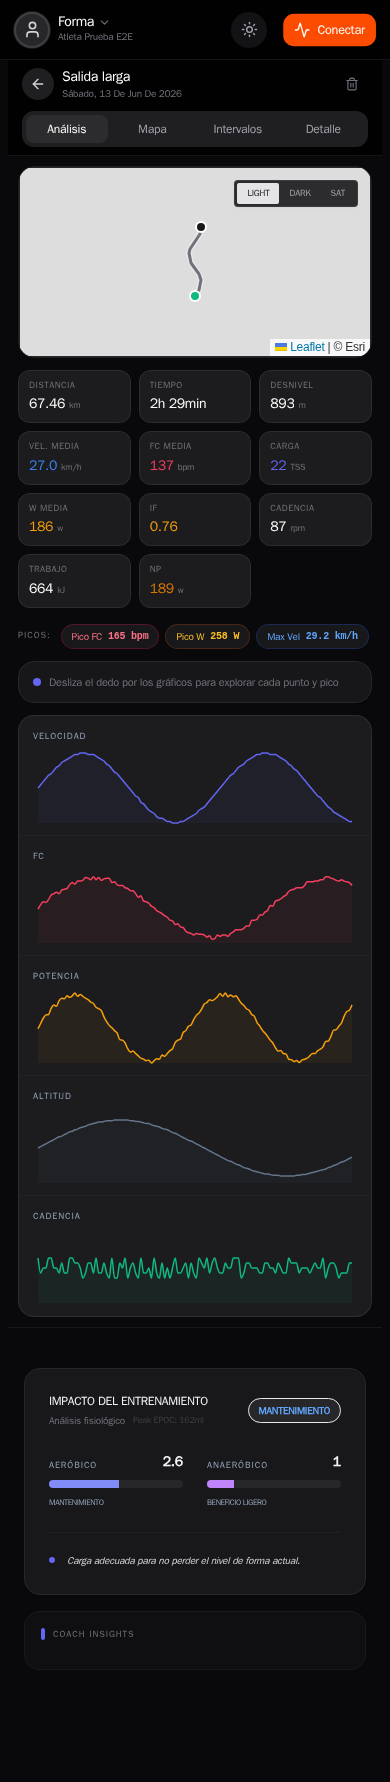 Forma
Atleta Prueba E2E
Conectar
Salida larga
Sábado, 13 De Jun De 2026
Análisis
Mapa
Intervalos
Detalle
LIGHT
DARK
SAT
Leaflet | © Esri
DISTANCIA
67.46 km
TIEMPO
2h 29min
DESNIVEL
893 m
VEL. MEDIA
27.0 km/h
FC MEDIA
137 bpm
CARGA
22 TSS
W MEDIA
186 w
IF
0.76
CADENCIA
87 rpm
TRABAJO
664 kJ
NP
189 w
PICOS:
Pico FC 165 bpm
Pico W 258 W
Max Vel 29.2 km/h
Desliza el dedo por los gráficos para explorar cada punto y pico
VELOCIDAD
FC
POTENCIA
ALTITUD
CADENCIA
IMPACTO DEL ENTRENAMIENTO
Análisis fisiológico Peak EPOC: 162ml
MANTENIMIENTO
AERÓBICO
2.6
MANTENIMIENTO
ANAERÓBICO
1
BENEFICIO LIGERO
Carga adecuada para no perder el nivel de forma actual.
COACH INSIGHTS